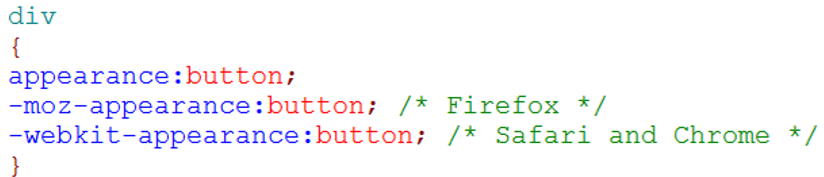 div
{
appearance:button;
-moz-appearance:button; /* Firefox */
-webkit-appearance:button; /* Safari and Chrome */
}